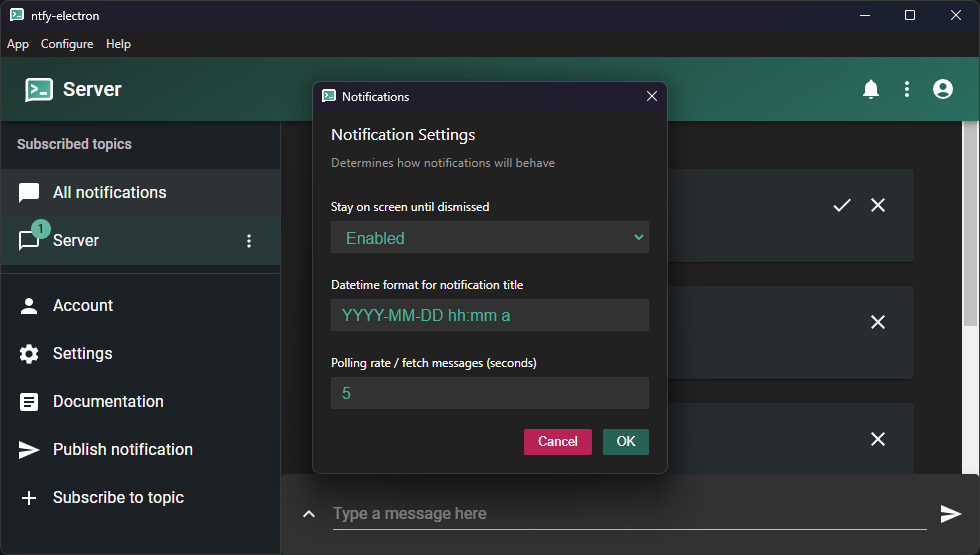 ntfy-electron
App Configure Help
Server
Subscribed topics
All notifications
1
Server
Account
Settings
Documentation
Publish notification
Subscribe to topic
Notifications
Notification Settings
Determines how notifications will behave
Stay on screen until dismissed
Enabled
Datetime format for notification title
YYYY-MM-DD hh:mm a
Polling rate / fetch messages (seconds)
5
Cancel OK
Type a message here